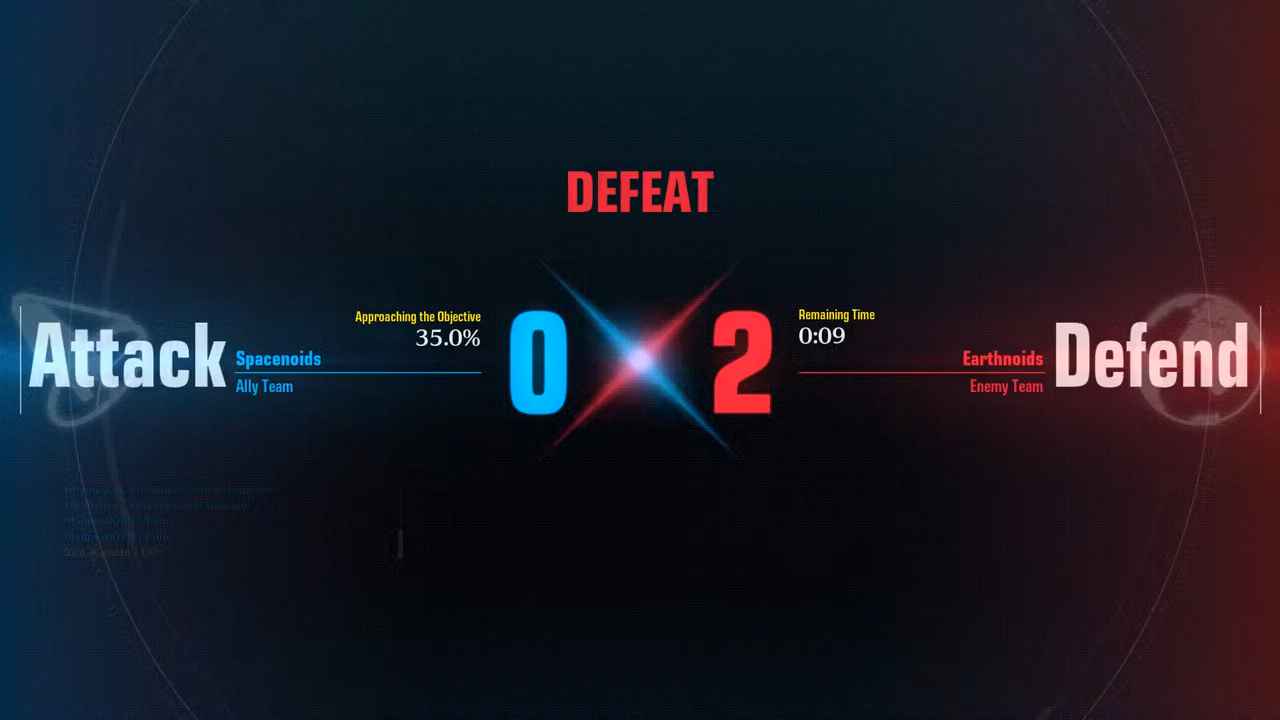 DEFEAT
Attack
Spacenoids
Ally Team
Approaching the Objective
35.0%
0
2
Remaining Time
0:09
Earthnoids
Enemy Team
Defend